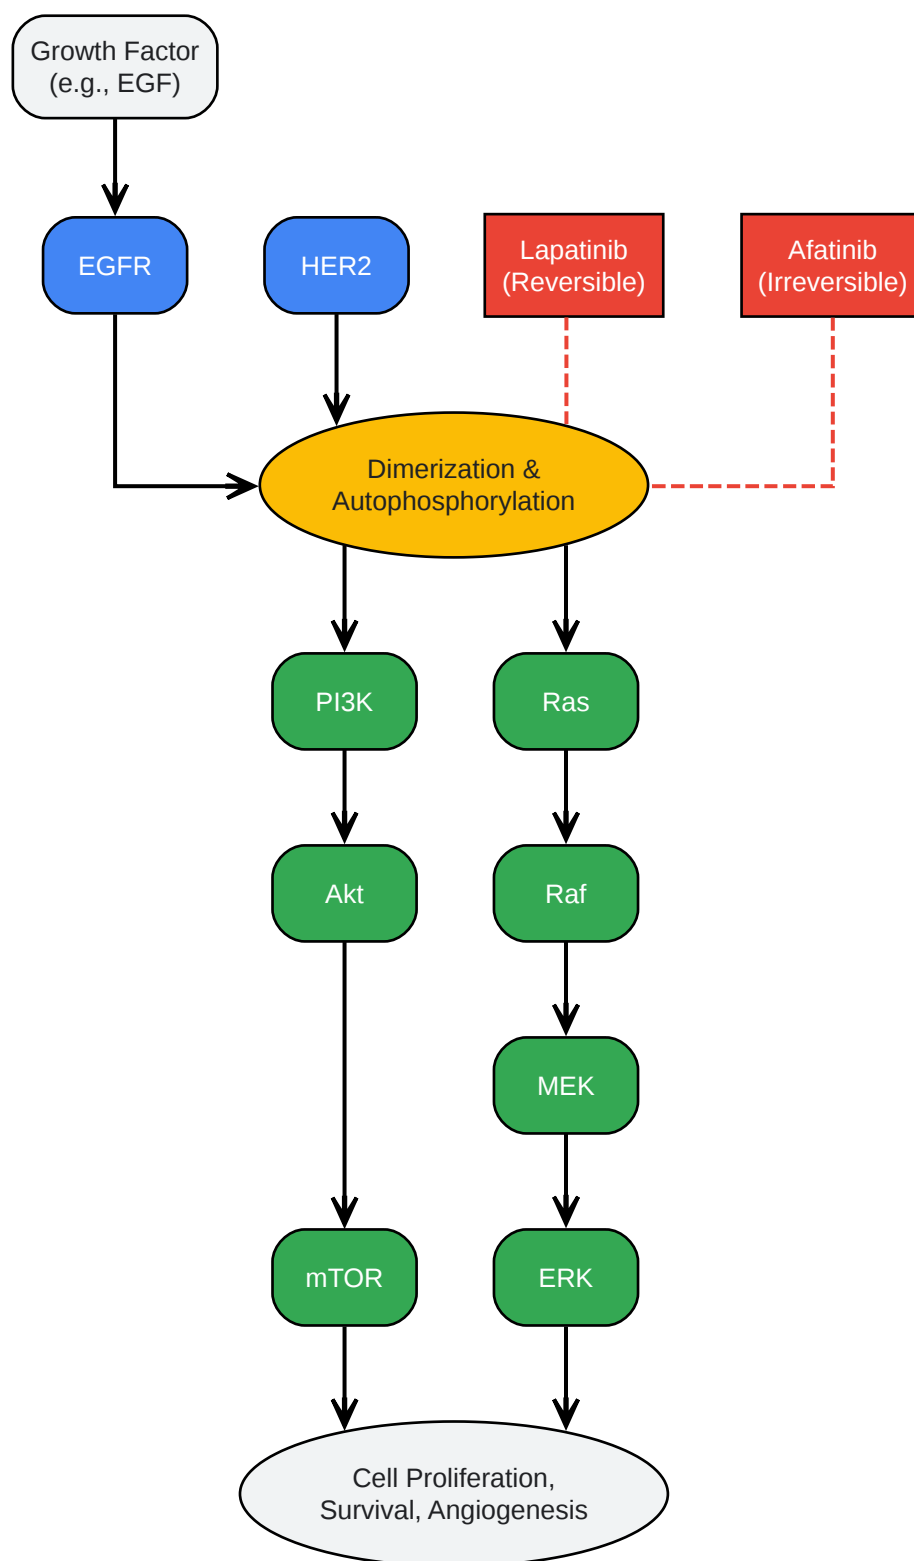 Growth Factor
(e.g., EGF)
EGFR
HER2
Lapatinib
(Reversible)
Afatinib
(Irreversible)
Dimerization &
Autophosphorylation
PI3K
Ras
Akt
Raf
MEK
mTOR
ERK
Cell Proliferation,
Survival, Angiogenesis